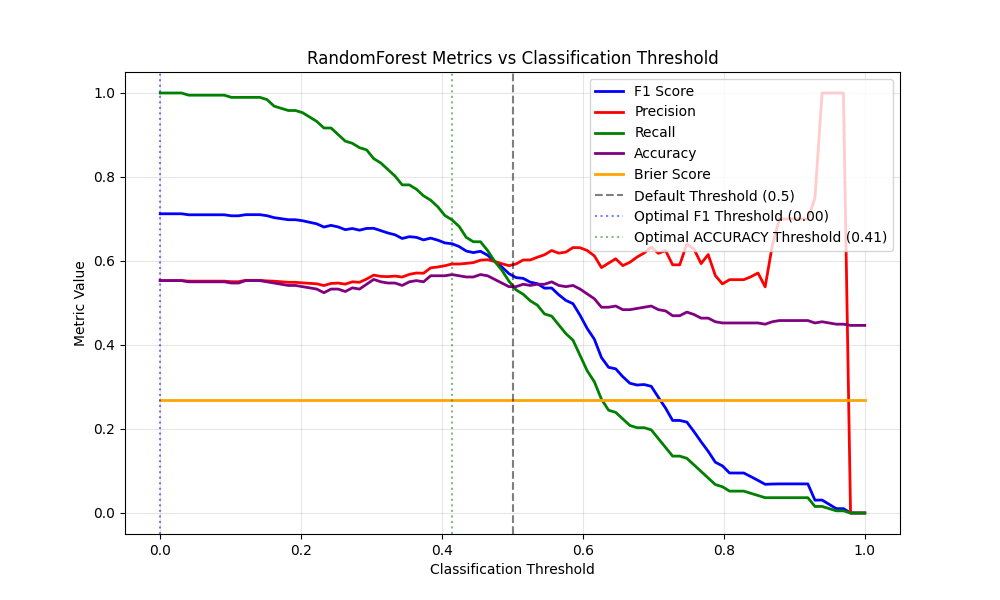 RandomForest Metrics vs Classification Threshold
1.0
0.8
0.6
0.4
0.2
0.0
Metric Value
F1 Score
Precision
Recall
Accuracy
Brier Score
Default Threshold (0.5)
Optimal F1 Threshold (0.00)
Optimal ACCURACY Threshold (0.41)
0.0 0.2 0.4 0.6 0.8 1.0
Classification Threshold